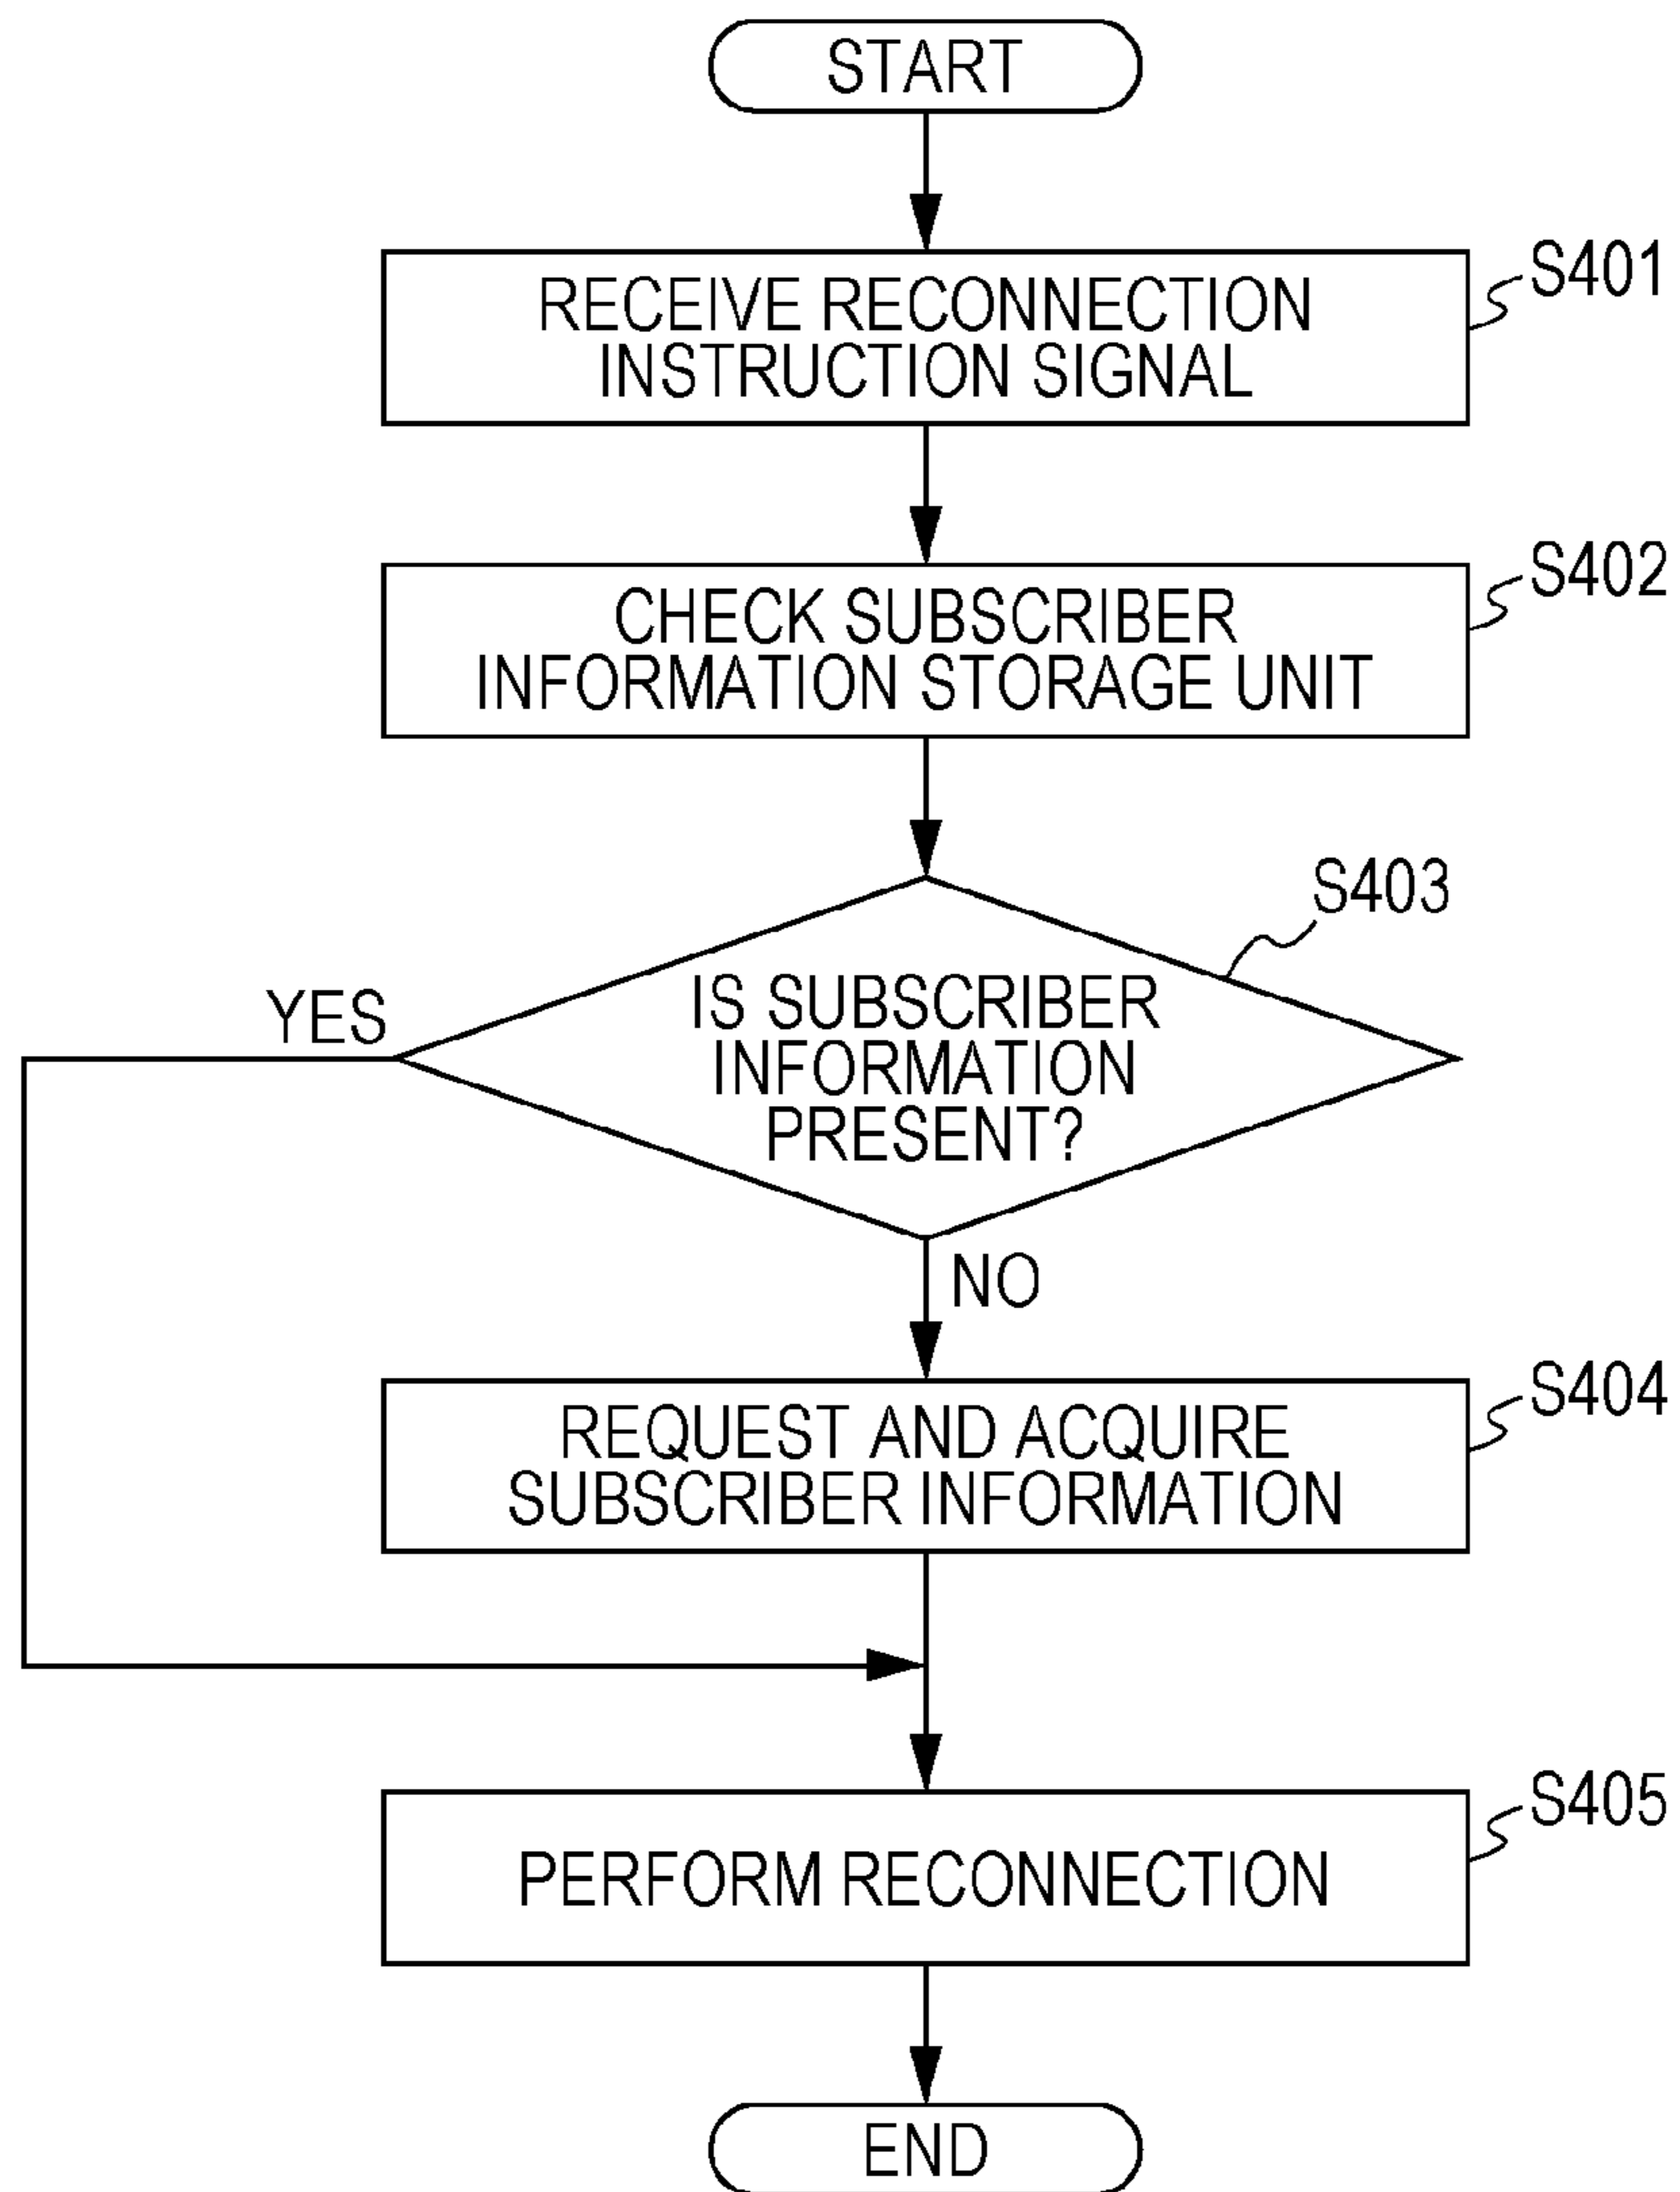 START
RECEIVE RECONNECTION
INSTRUCTION SIGNAL
S401
CHECK SUBSCRIBER
INFORMATION STORAGE UNIT
S402
S403
IS SUBSCRIBER
INFORMATION
PRESENT?
YES
NO
REQUEST AND ACQUIRE
SUBSCRIBER INFORMATION
S404
PERFORM RECONNECTION
S405
END